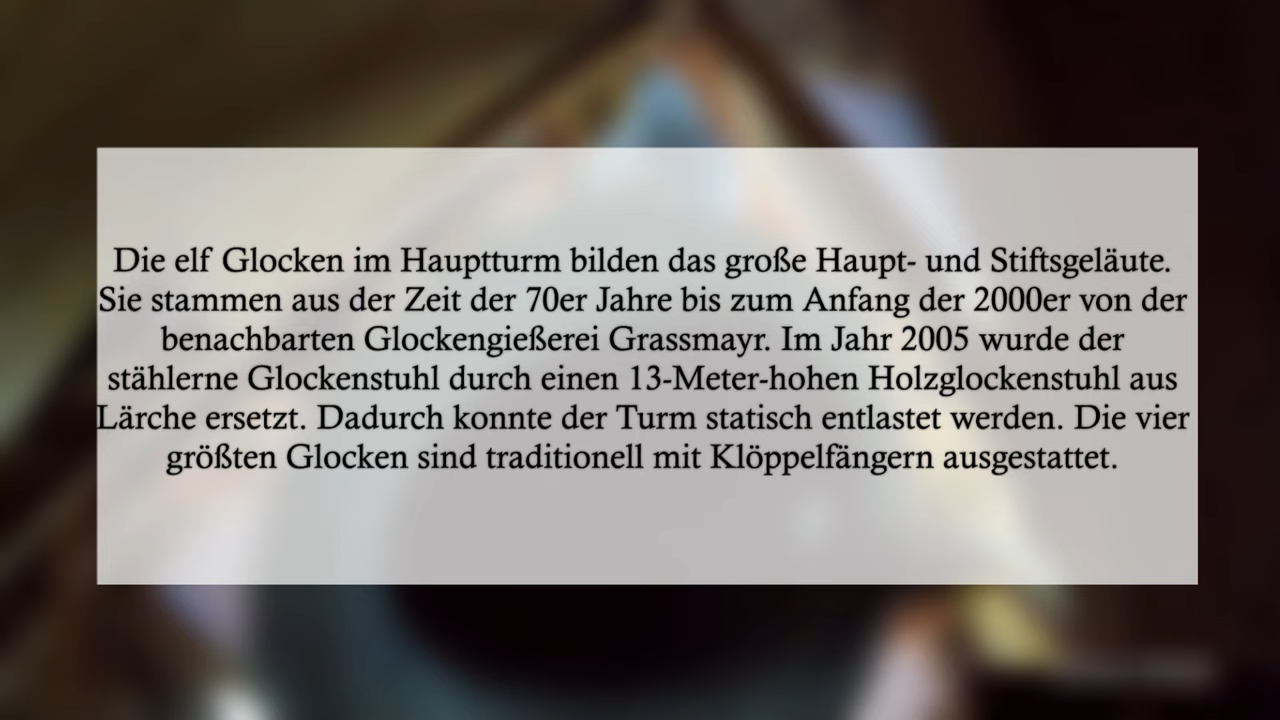 Die elf Glocken im Hauptturm bilden das große Haupt- und Stiftsgeläute.
Sie stammen aus der Zeit der 70er Jahre bis zum Anfang der 2000er von der
benachbarten Glockengießerei Grassmayr. Im Jahr 2005 wurde der
stählerne Glockenstuhl durch einen 13-Meter-hohen Holzglockenstuhl aus
Lärche ersetzt. Dadurch konnte der Turm statisch entlastet werden. Die vier
größten Glocken sind traditionell mit Klöppelfängern ausgestattet.